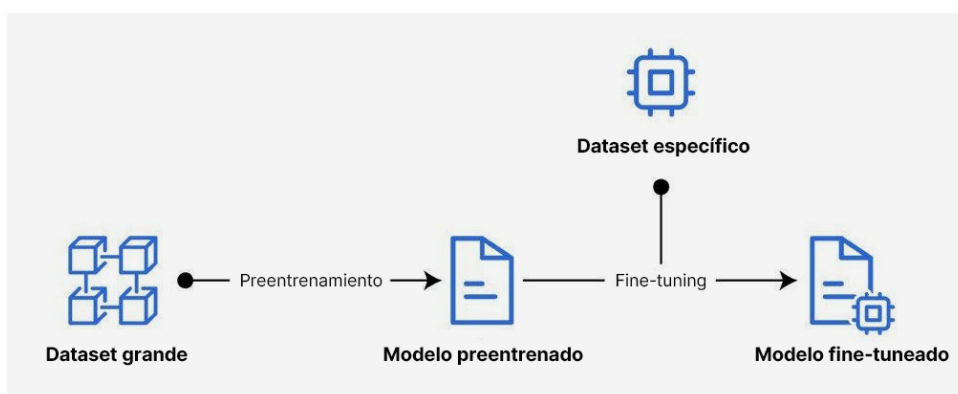 Dataset específico
Preentrenamiento
Fine-tuning
Dataset grande
Modelo preentrenado
Modelo fine-tuneado